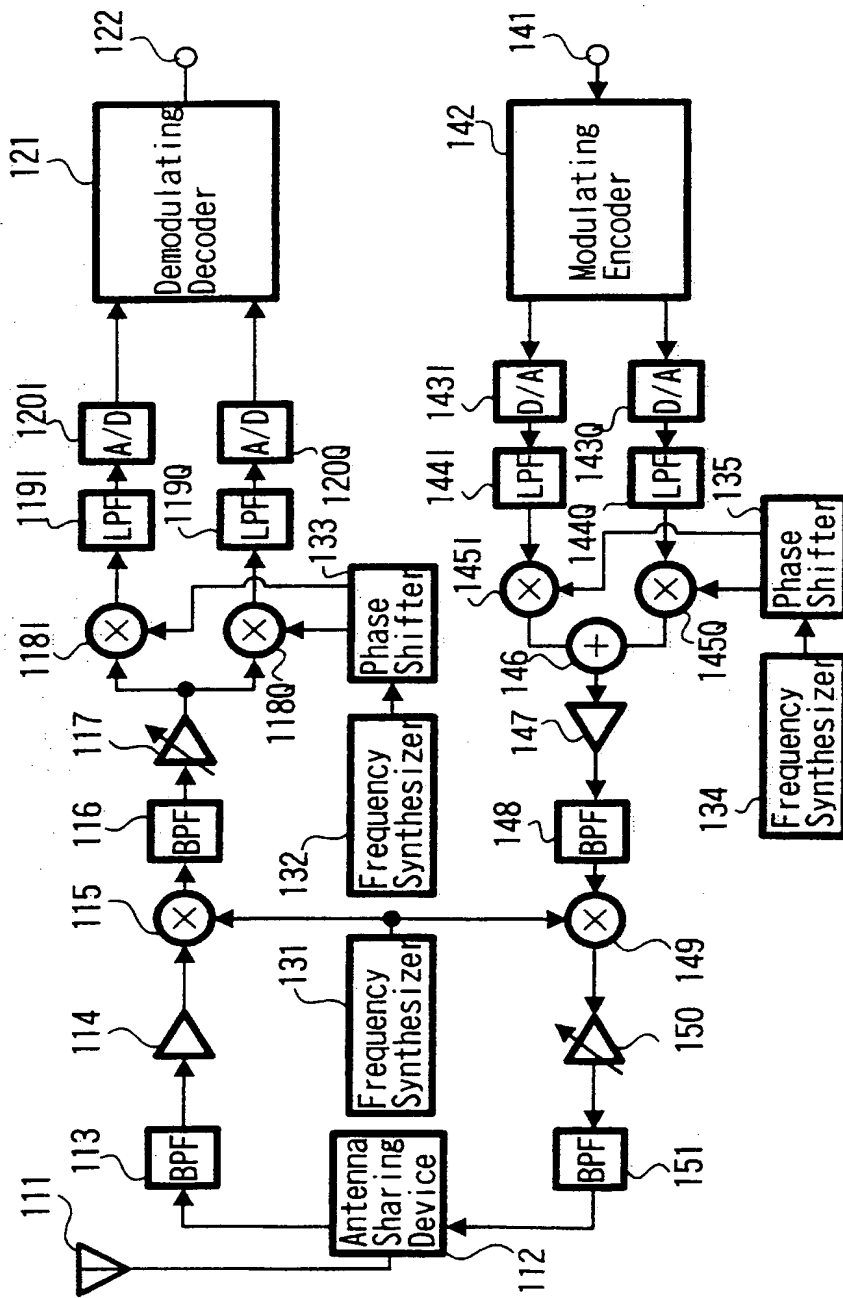 111
112
Antenna
Sharing
Device
113
BPF
114
115
116
BPF
117
118I
118Q
119I
LPF
119Q
LPF
120I
A/D
120Q
A/D
121
Demodulating
Decoder
122
131
Frequency
Synthesizer
132
Frequency
Synthesizer
133
Phase
Shifter
151
BPF
150
149
148
BPF
147
146
145I
145Q
144I
LPF
144Q
LPF
143I
D/A
143Q
D/A
142
Modulating
Encoder
141
134
Frequency
Synthesizer
135
Phase
Shifter